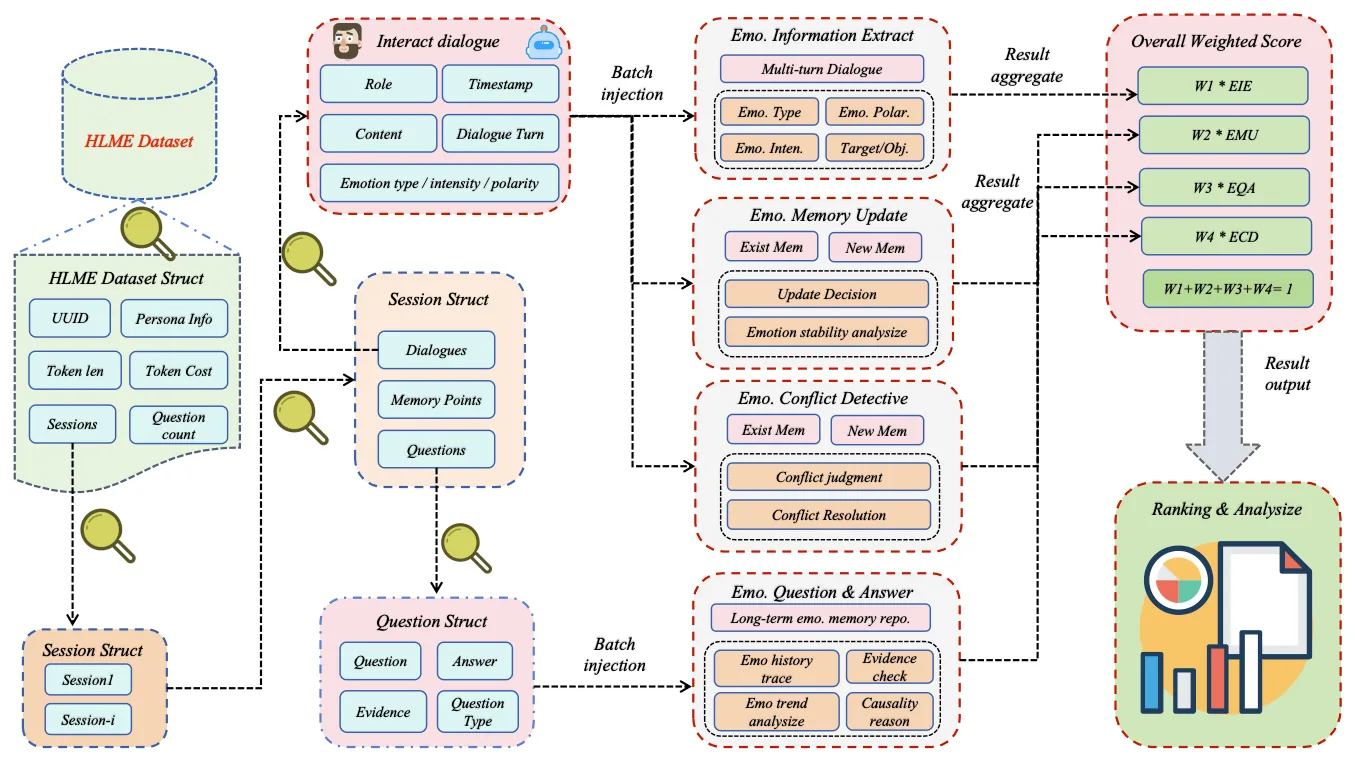 HLME Dataset
HLME Dataset Struct
UUID
Persona Info
Token len
Token Cost
Sessions
Question
count
Session Struct
Session1
Session-i
Interact dialogue
Role
Timestamp
Content
Dialogue Turn
Emotion type / intensity / polarity
Session Struct
Dialogues
Memory Points
Questions
Question Struct
Question
Answer
Evidence
Question
Type
Batch
injection
Batch
injection
Emo. Information Extract
Multi-turn Dialogue
Emo. Type
Emo. Polar.
Emo. Inten.
Target/Obj.
Emo. Memory Update
Exist Mem
New Mem
Update Decision
Emotion stability analysize
Emo. Conflict Detective
Exist Mem
New Mem
Conflict judgment
Conflict Resolution
Emo. Question & Answer
Long-term emo. memory repo.
Emo history
trace
Evidence
check
Emo trend
analysize
Causality
reason
Result
aggregate
Result
aggregate
Overall Weighted Score
W1 * EIE
W2 * EMU
W3 * EQA
W4 * ECD
W1+W2+W3+W4= 1
Result
output
Ranking & Analysize